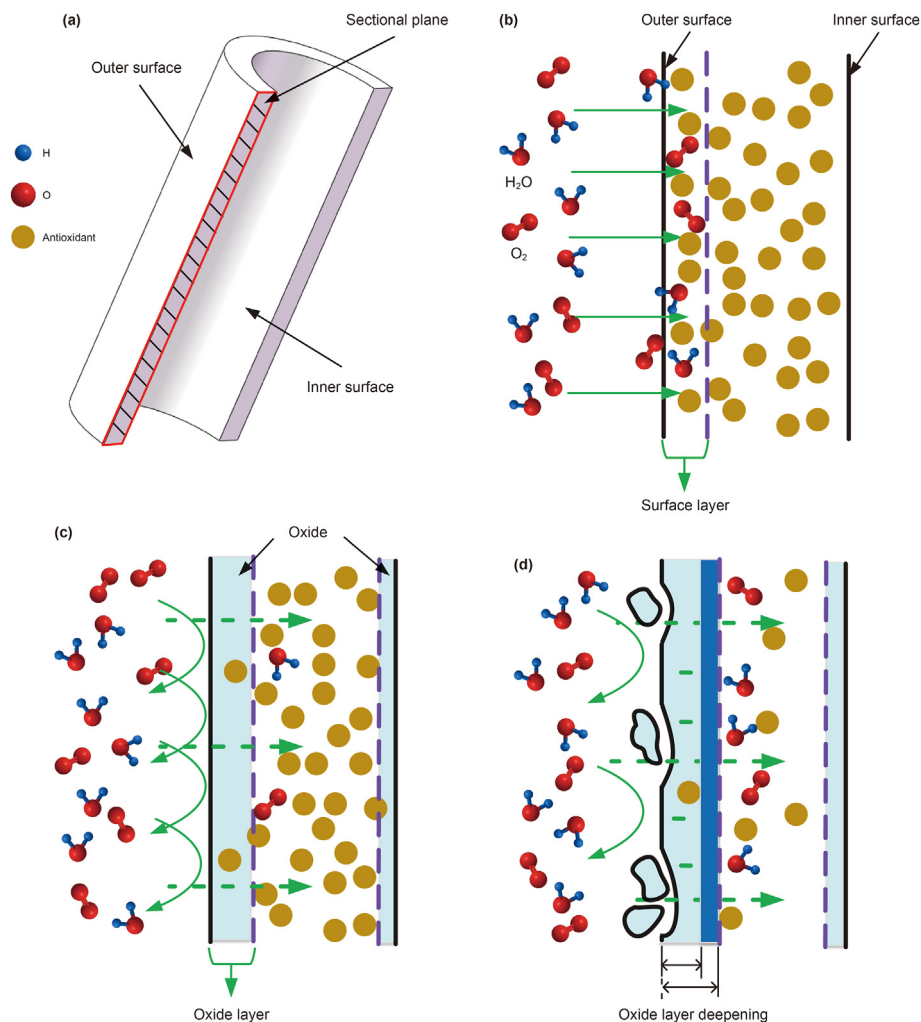 (a)
Sectional plane
Outer surface
H
O
Antioxidant
Inner surface
(b)
Outer surface
Inner surface
H₂O
O₂
Surface layer
(c)
Oxide
Oxide layer
(d)
Oxide layer deepening